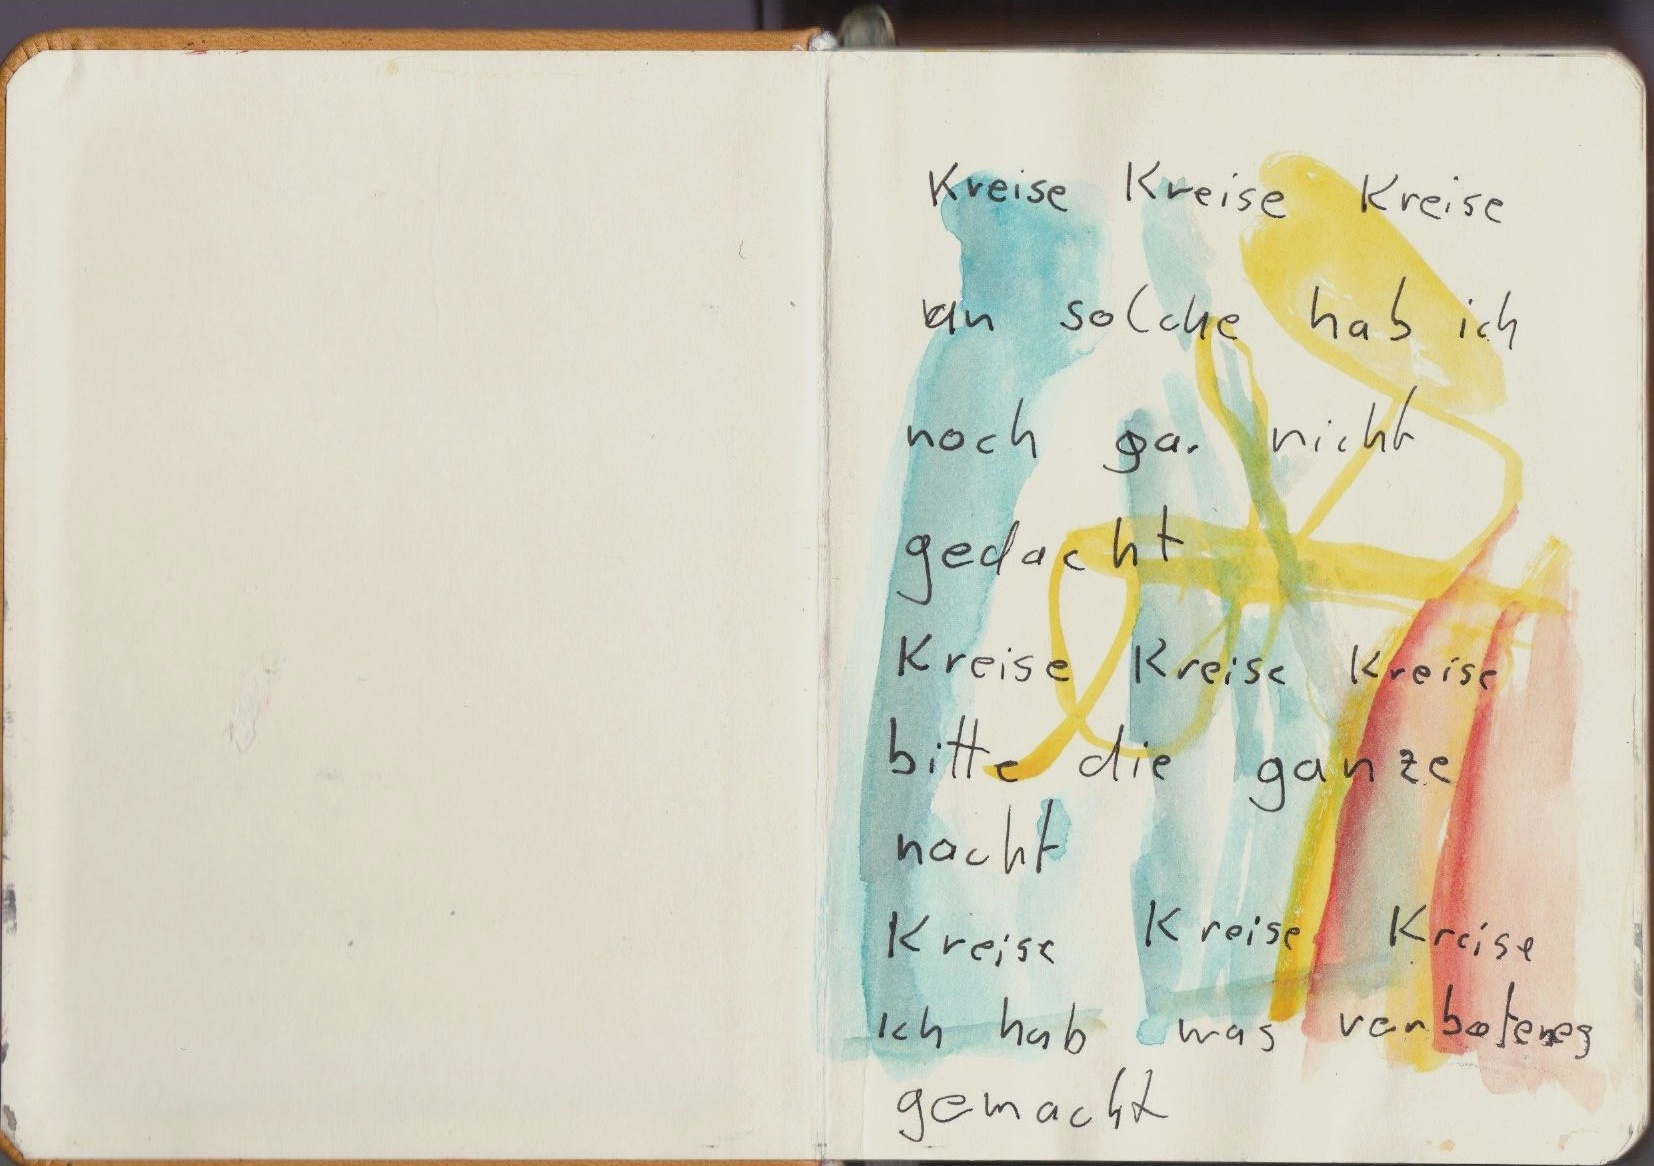 Kreise Kreise Kreise
an solche hab ich
noch gar nicht
gedacht
Kreise Kreise Kreise
bitte die ganze
nacht
Kreise Kreise Kreise
Ich hab was verbotenes
gemacht